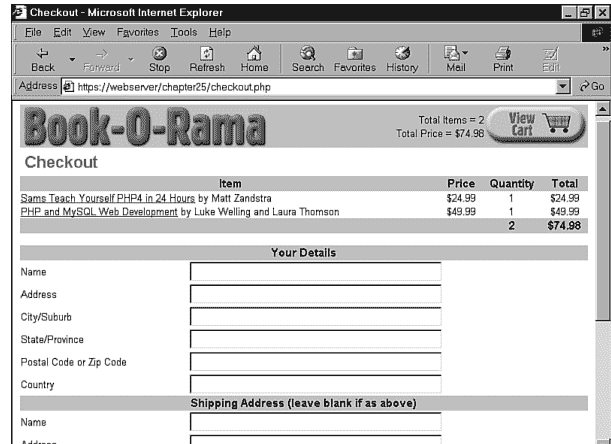 Checkout - Microsoft Internet Explorer
File Edit View Favorites Tools Help
Back Forward Stop Refresh Home Search Favorites History Mail Print Edit
Address https://webserver/chapter25/checkout.php Go
Book-O-Rama
Total Items = 2
Total Price = $74.98
View Cart
Checkout
Item Price Quantity Total
Sams Teach Yourself PHP4 in 24 Hours by Matt Zandstra $24.99 1 $24.99
PHP and MySQL Web Development by Luke Welling and Laura Thomson $49.99 1 $49.99
2 $74.98
Your Details
Name
Address
City/Suburb
State/Province
Postal Code or Zip Code
Country
Shipping Address (leave blank if as above)
Name
Address